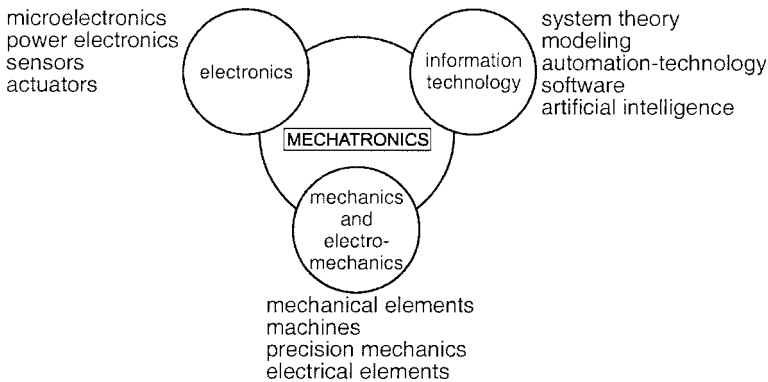 microelectronics
power electronics
sensors
actuators
electronics
information
technology
system theory
modeling
automation-technology
software
artificial intelligence
MECHATRONICS
mechanics
and
electro-
mechanics
mechanical elements
machines
precision mechanics
electrical elements